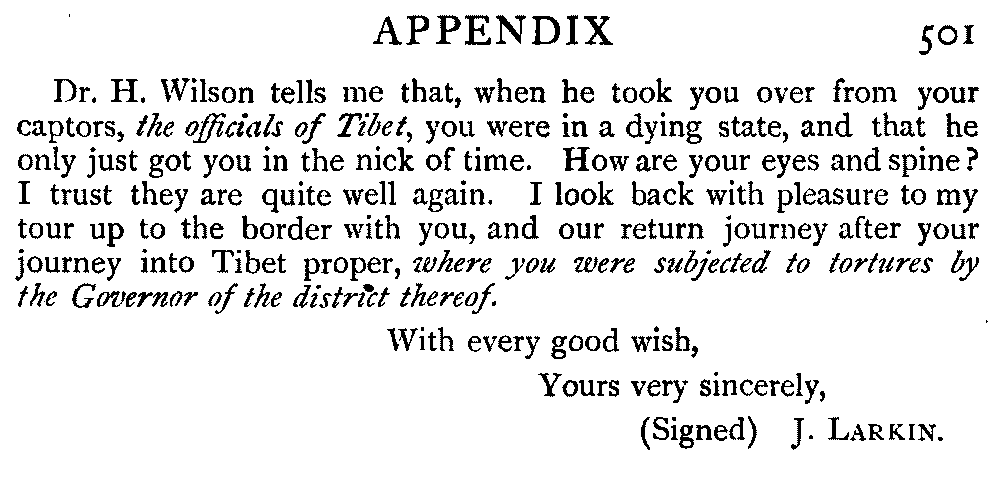 APPENDIX 501
Dr. H. Wilson tells me that, when he took you over from your
captors, the officials of Tibet, you were in a dying state, and that he
only just got you in the nick of time. How are your eyes and spine?
I trust they are quite well again. I look back with pleasure to my
tour up to the border with you, and our return journey after your
journey into Tibet proper, where you were subjected to tortures by
the Governor of the district thereof.
With every good wish,
Yours very sincerely,
(Signed) J. LARKIN.